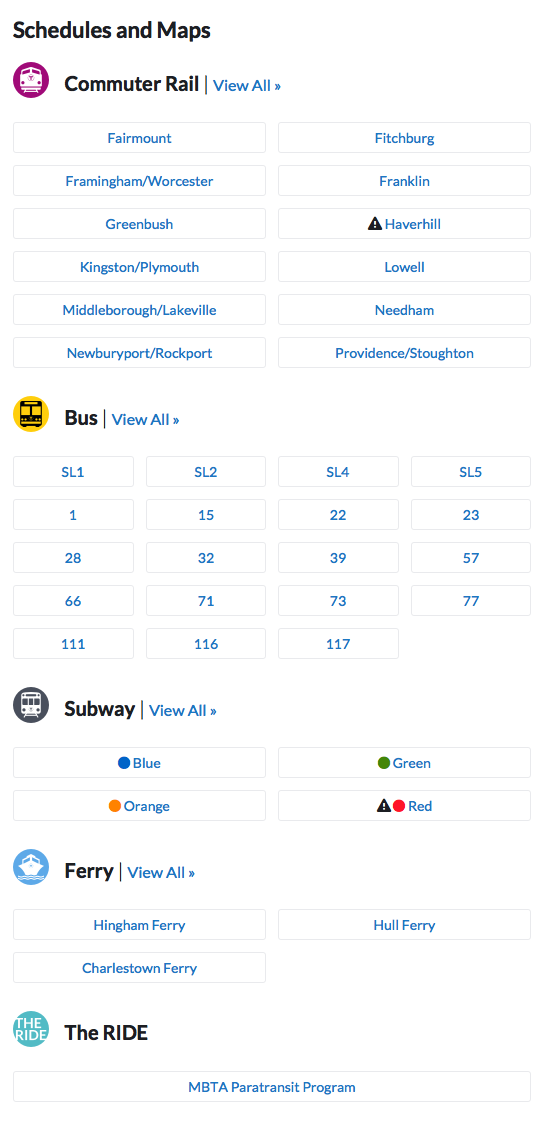 Schedules and Maps
Commuter Rail | View All »
Fairmount Fitchburg
Framingham/Worcester Franklin
Greenbush Haverhill
Kingston/Plymouth Lowell
Middleborough/Lakeville Needham
Newburyport/Rockport Providence/Stoughton
Bus | View All »
SL1 SL2 SL4 SL5
1 15 22 23
28 32 39 57
66 71 73 77
111 116 117
Subway | View All »
Blue Green
Orange Red
Ferry | View All »
Hingham Ferry Hull Ferry
Charlestown Ferry
THE
RIDE
The RIDE
MBTA Paratransit Program